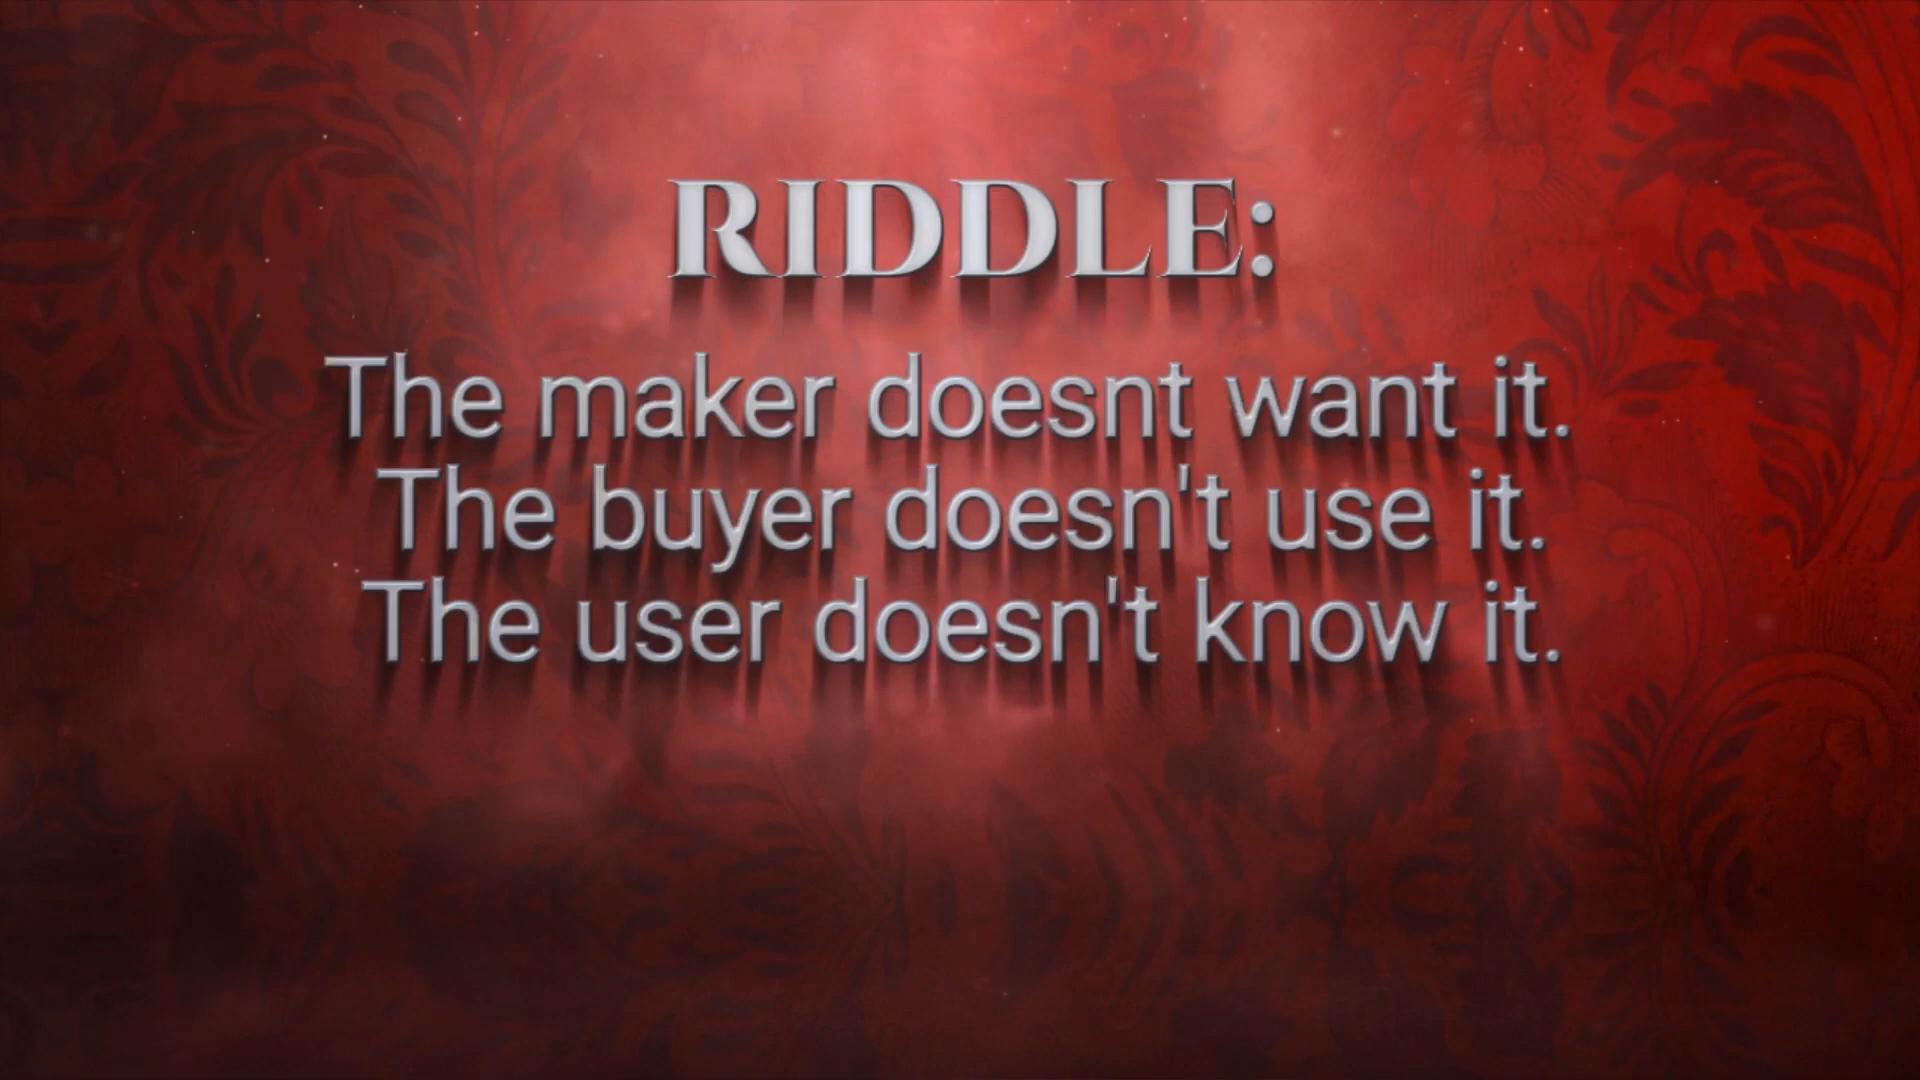 RIDDLE:
The maker doesnt want it.
The buyer doesn't use it.
The user doesn't know it.